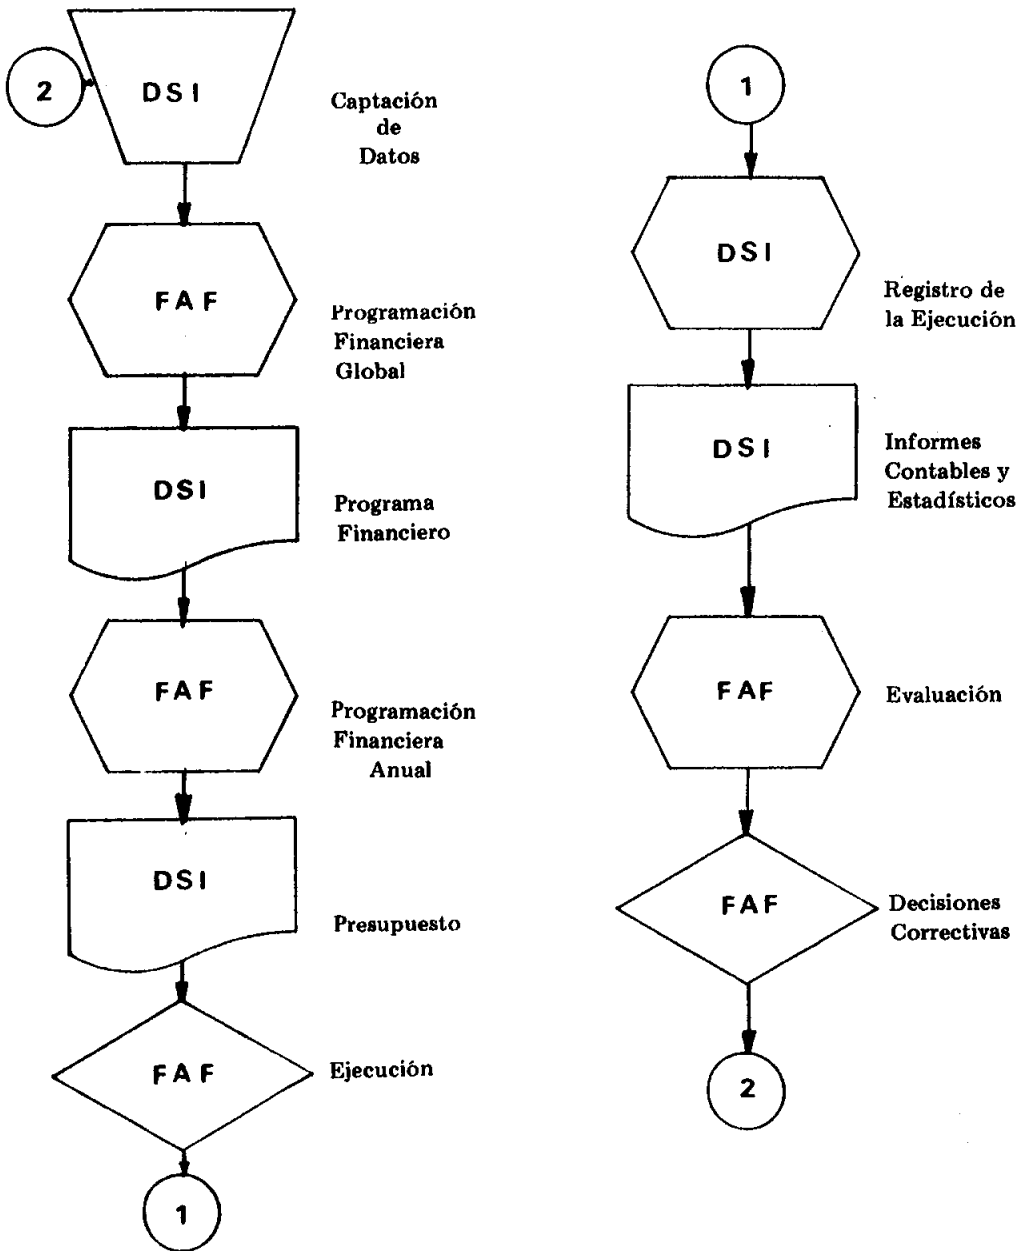 2
DSI
Captación
de
Datos
FAF
Programación
Financiera
Global
DSI
Programa
Financiero
FAF
Programación
Financiera
Anual
DSI
Presupuesto
FAF
Ejecución
1
1
DSI
Registro de
la Ejecución
DSI
Informes
Contables y
Estadísticos
FAF
Evaluación
FAF
Decisiones
Correctivas
2